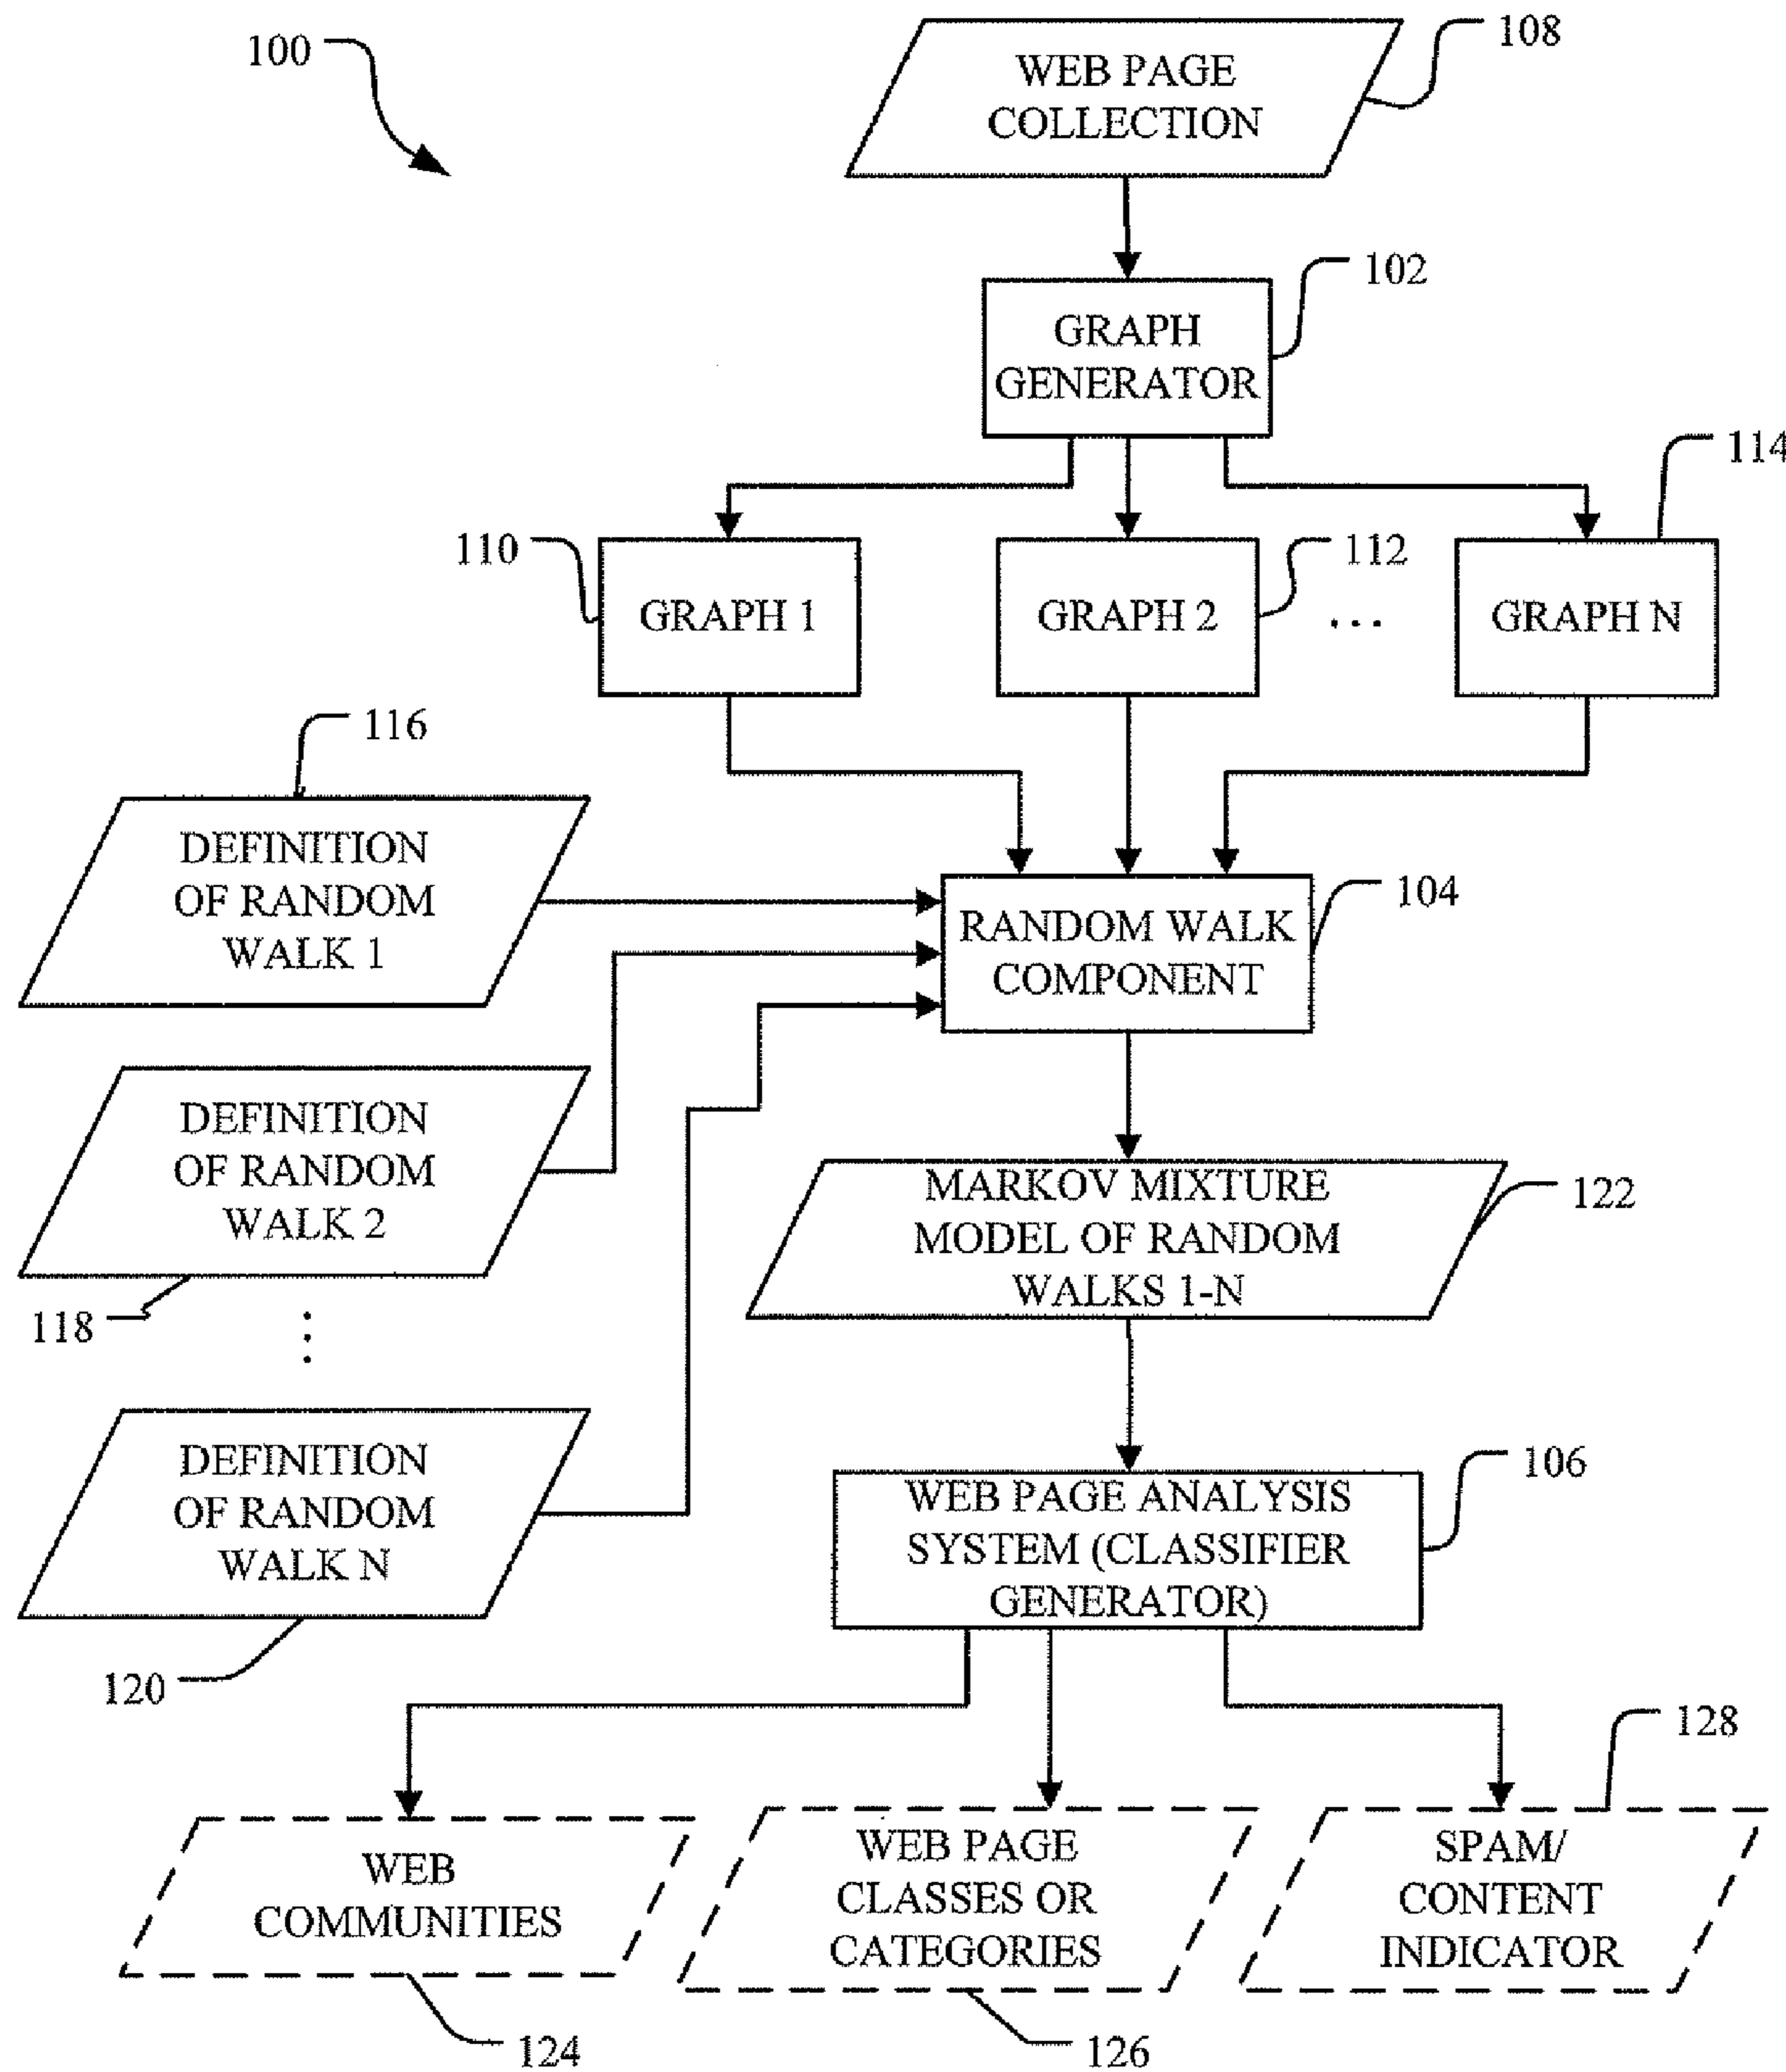 100
WEB PAGE
COLLECTION
108
GRAPH
GENERATOR
102
114
110
GRAPH 1
GRAPH 2
112
...
GRAPH N
116
DEFINITION
OF RANDOM
WALK 1
RANDOM WALK
COMPONENT
104
DEFINITION
OF RANDOM
WALK 2
118
⋮
MARKOV MIXTURE
MODEL OF RANDOM
WALKS 1-N
122
DEFINITION
OF RANDOM
WALK N
120
WEB PAGE ANALYSIS
SYSTEM (CLASSIFIER
GENERATOR)
106
WEB
COMMUNITIES
124
WEB PAGE
CLASSES OR
CATEGORIES
126
SPAM/
CONTENT
INDICATOR
128